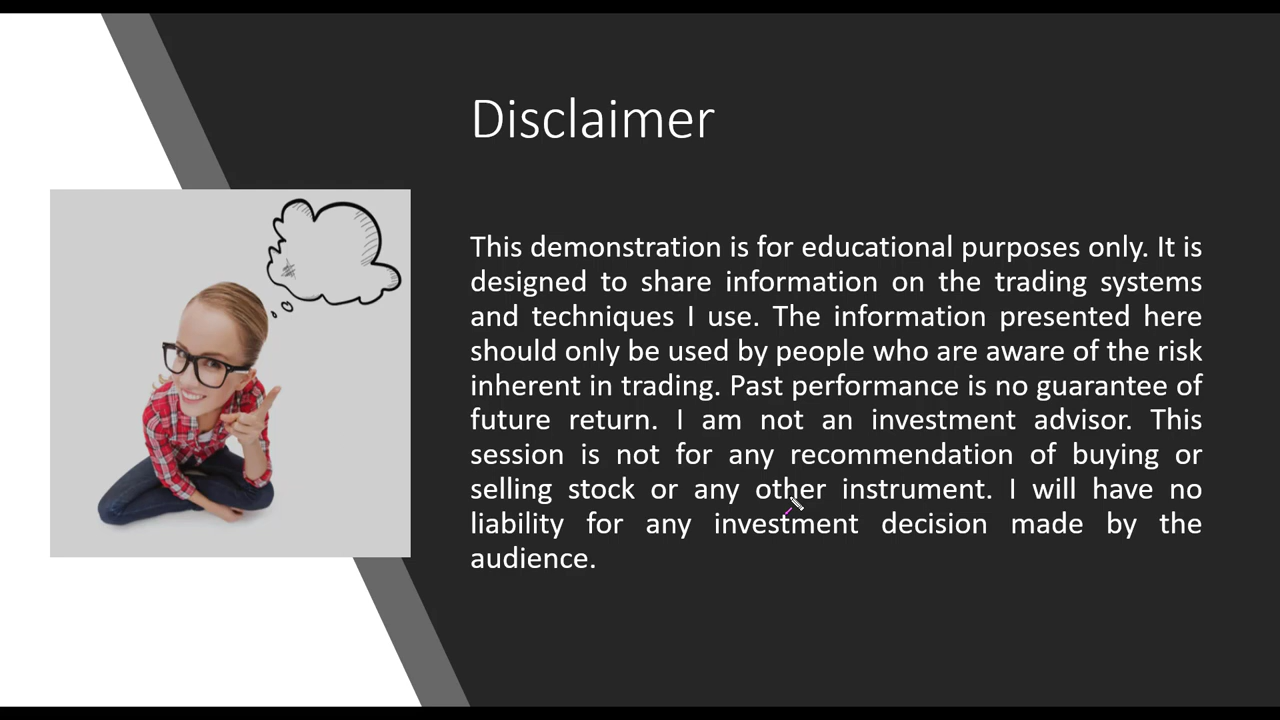 Disclaimer
This demonstration is for educational purposes only. It is
designed to share information on the trading systems
and techniques I use. The information presented here
should only be used by people who are aware of the risk
inherent in trading. Past performance is no guarantee of
future return. I am not an investment advisor. This
session is not for any recommendation of buying or
selling stock or any other instrument. I will have no
liability for any investment decision made by the
audience.